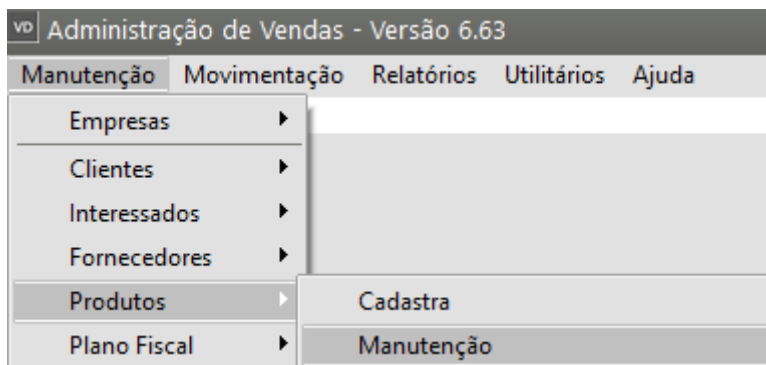 VD Administração de Vendas - Versão 6.63
Manutenção Movimentação Relatórios Utilitários Ajuda
Empresas
Clientes
Interessados
Fornecedores
Produtos Cadastra
Plano Fiscal Manutenção